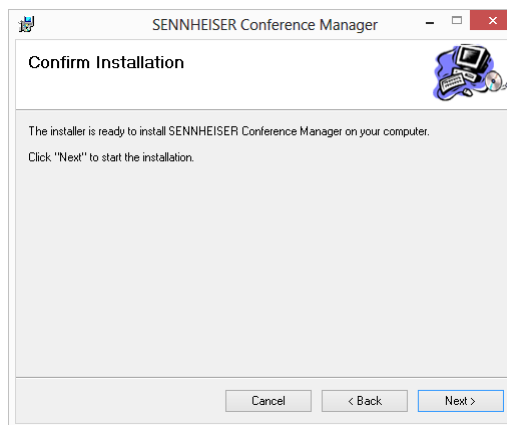 SENNHEISER Conference Manager
Confirm Installation
The installer is ready to install SENNHEISER Conference Manager on your computer.
Click "Next" to start the installation.
Cancel
< Back
Next >